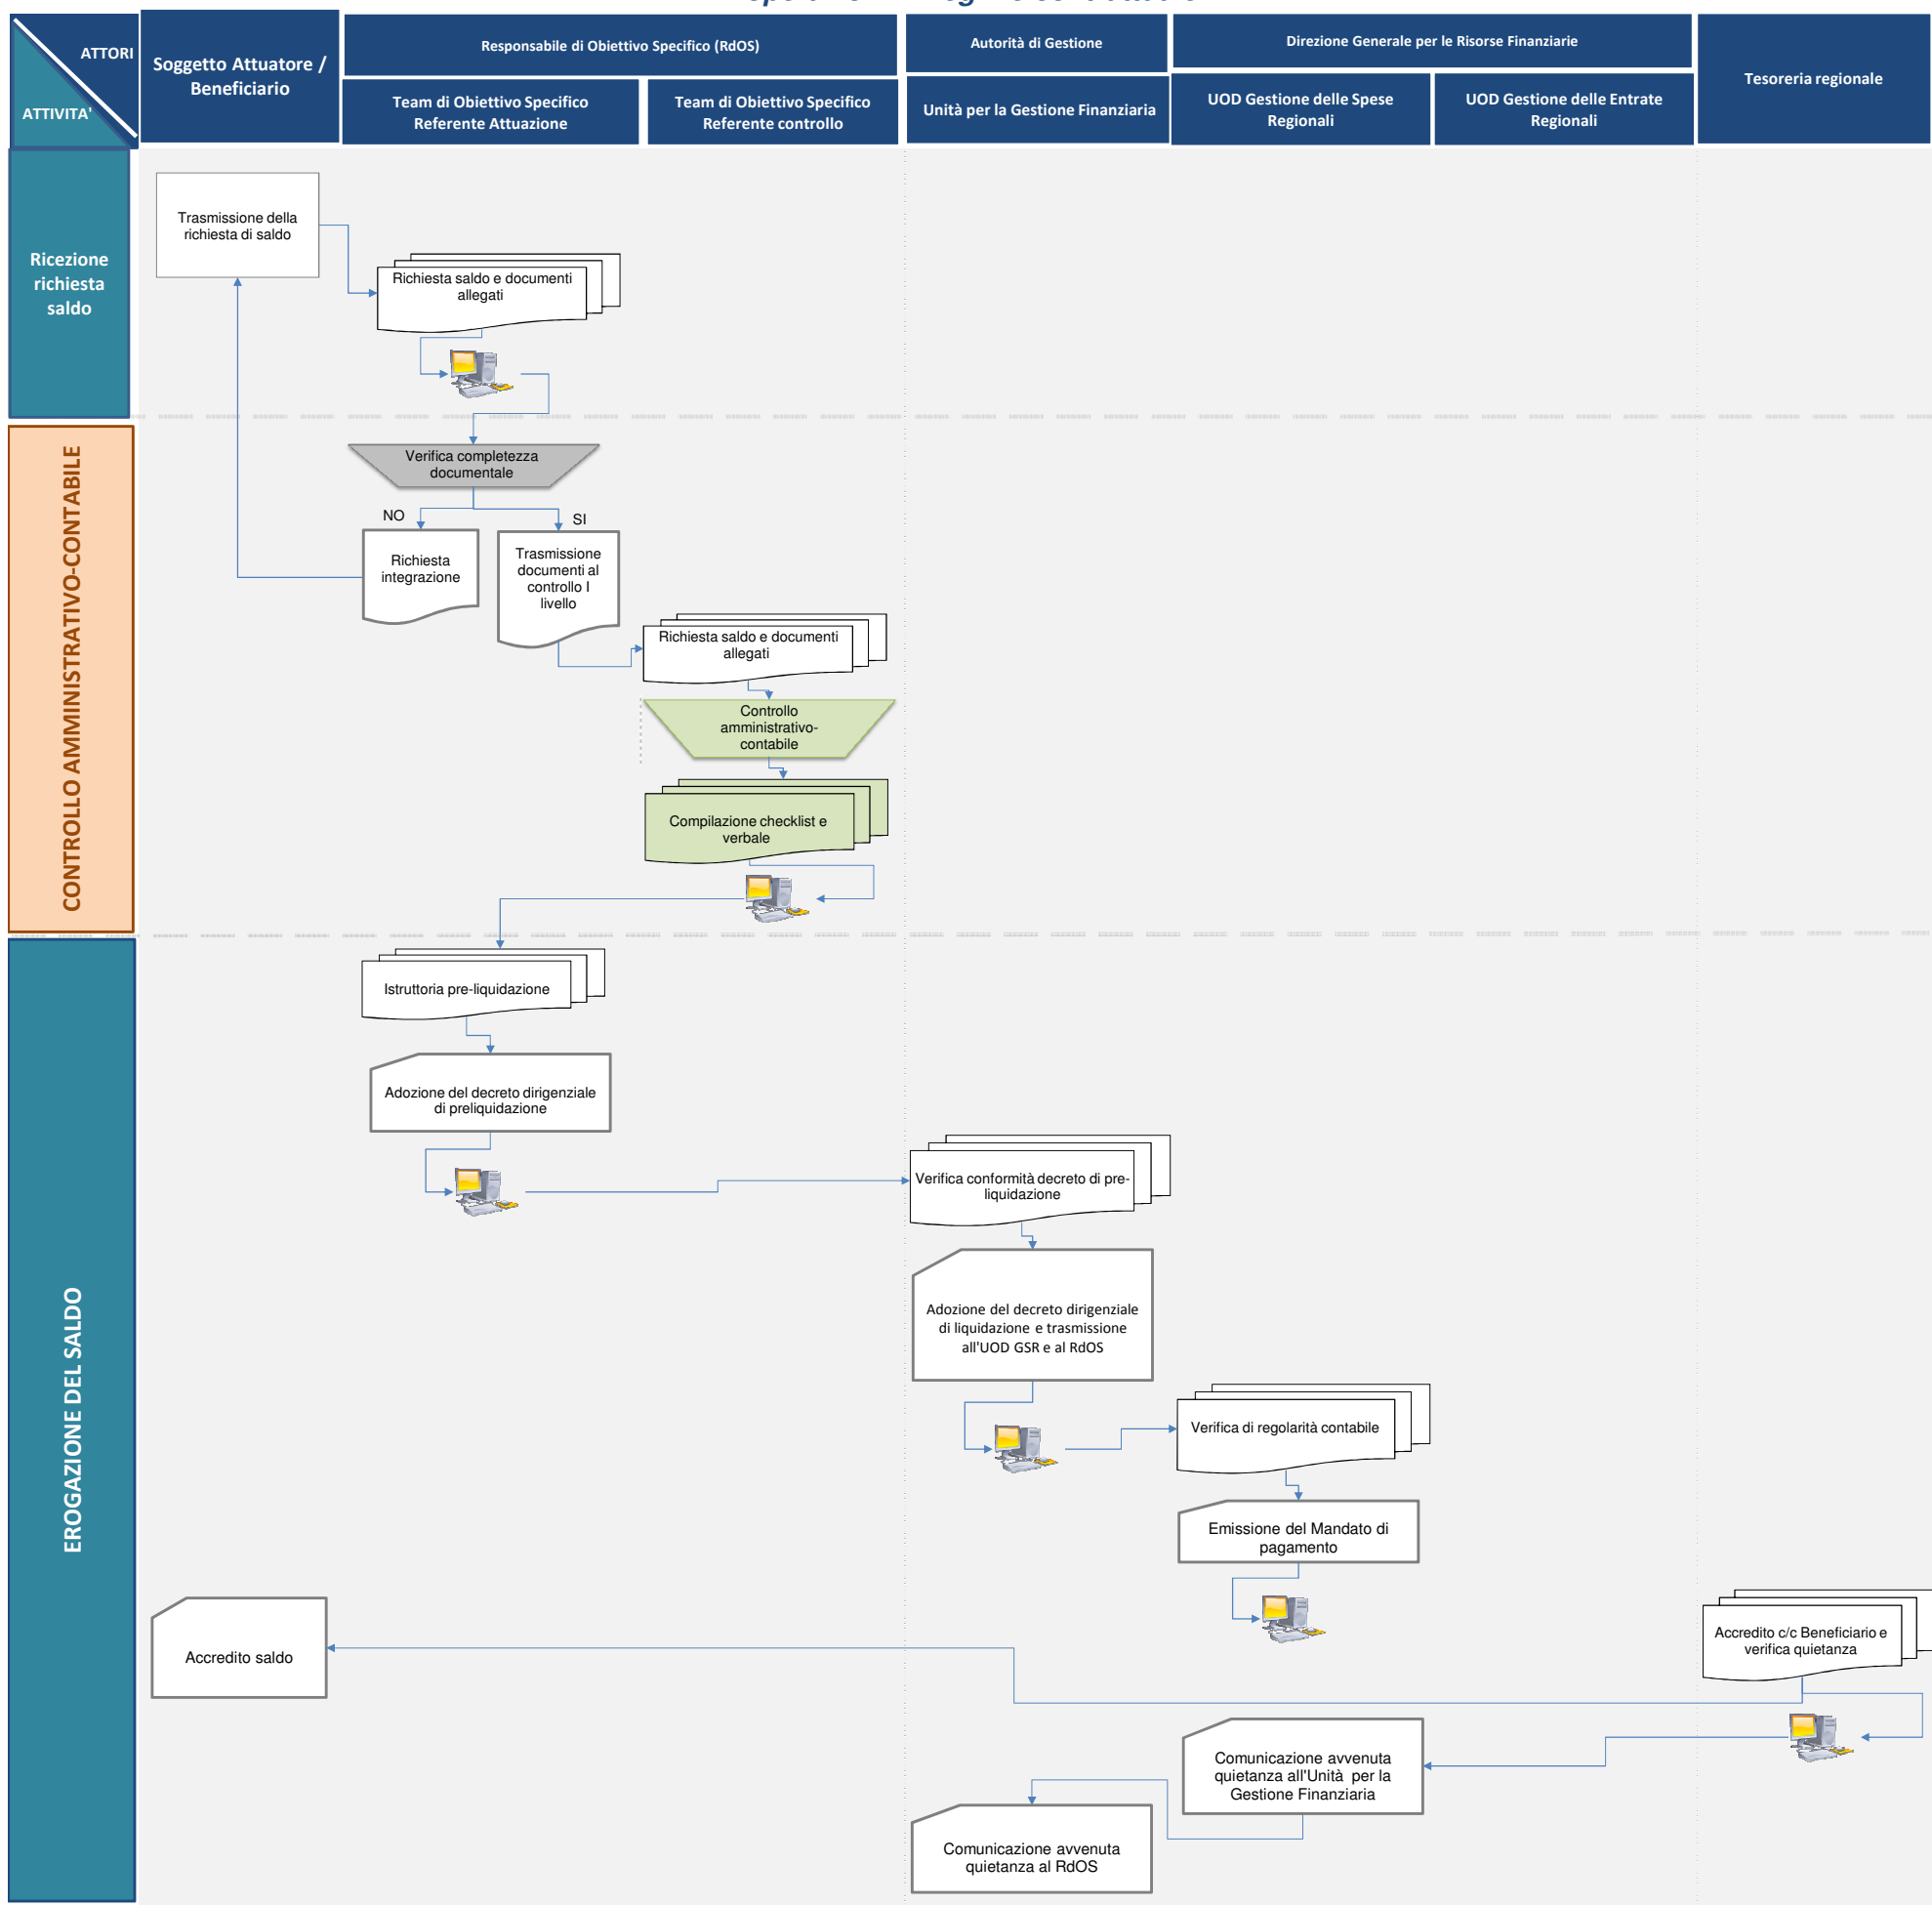 ATTORI
ATTIVITA'
Soggetto Attuatore /
Beneficiario
Responsabile di Obiettivo Specifico (RdOS)
Team di Obiettivo Specifico
Referente Attuazione
Team di Obiettivo Specifico
Referente controllo
Autorità di Gestione
Unità per la Gestione Finanziaria
Direzione Generale per le Risorse Finanziarie
UOD Gestione delle Spese
Regionali
UOD Gestione delle Entrate
Regionali
Tesoreria regionale
Ricezione
richiesta
saldo
Trasmissione della
richiesta di saldo
Richiesta saldo e documenti
allegati
CONTROLLO AMMINISTRATIVO-CONTABILE
Verifica completezza
documentale
NO
SI
Richiesta
integrazione
Trasmissione
documenti al
controllo I
livello
Richiesta saldo e documenti
allegati
Controllo
amministrativo-
contabile
Compilazione checklist e
verbale
EROGAZIONE DEL SALDO
Istruttoria pre-liquidazione
Adozione del decreto dirigenziale
di preliquidazione
Verifica conformità decreto di pre-
liquidazione
Adozione del decreto dirigenziale
di liquidazione e trasmissione
all'UOD GSR e al RdOS
Verifica di regolarità contabile
Emissione del Mandato di
pagamento
Accredito c/c Beneficiario e
verifica quietanza
Accredito saldo
Comunicazione avvenuta
quietanza all'Unità per la
Gestione Finanziaria
Comunicazione avvenuta
quietanza al RdOS